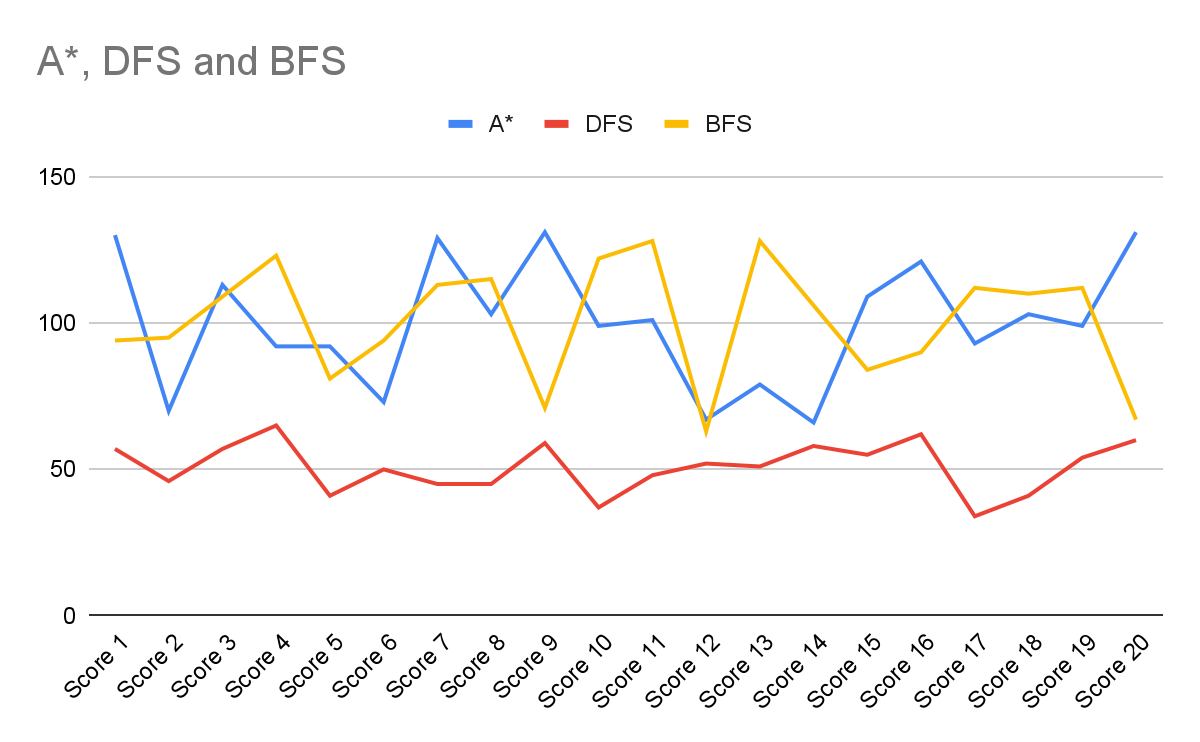 A*, DFS and BFS
A* DFS BFS
150
100
50
0
Score 1 Score 2 Score 3 Score 4 Score 5 Score 6 Score 7 Score 8 Score 9 Score 10 Score 11 Score 12 Score 13 Score 14 Score 15 Score 16 Score 17 Score 18 Score 19 Score 20